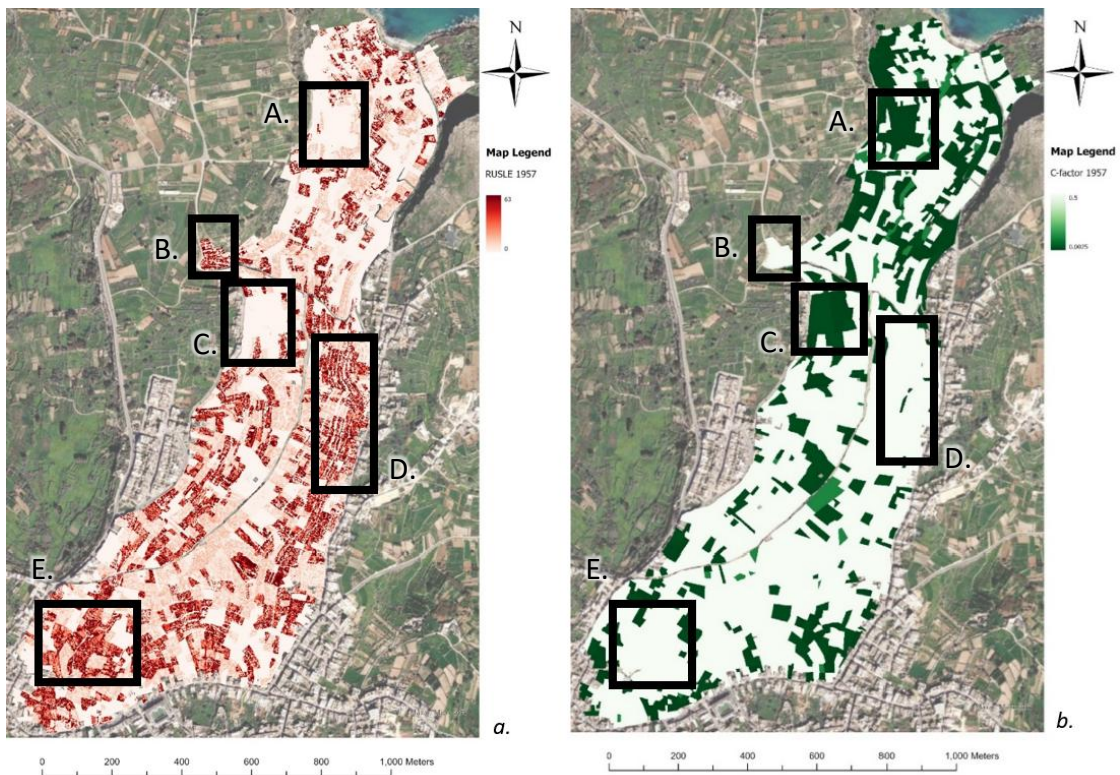 N
A.
Map Legend
RUSLE 1957
63
0
B.
C.
D.
E.
a.
0 200 400 600 800 1,000 Meters
N
A.
Map Legend
C-factor 1957
0.5
0.0025
B.
C.
D.
E.
b.
0 200 400 600 800 1,000 Meters